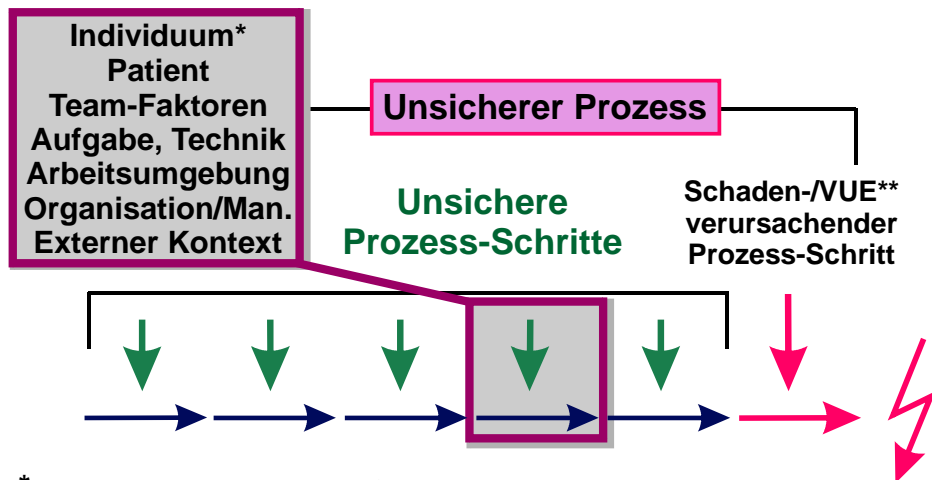 Individuum*
Patient
Team-Faktoren
Aufgabe, Technik
Arbeitsumgebung
Organisation/Man.
Externer Kontext
Unsicherer Prozess
Unsichere
Prozess-Schritte
Schaden-/VUE**
verursachender
Prozess-Schritt
*